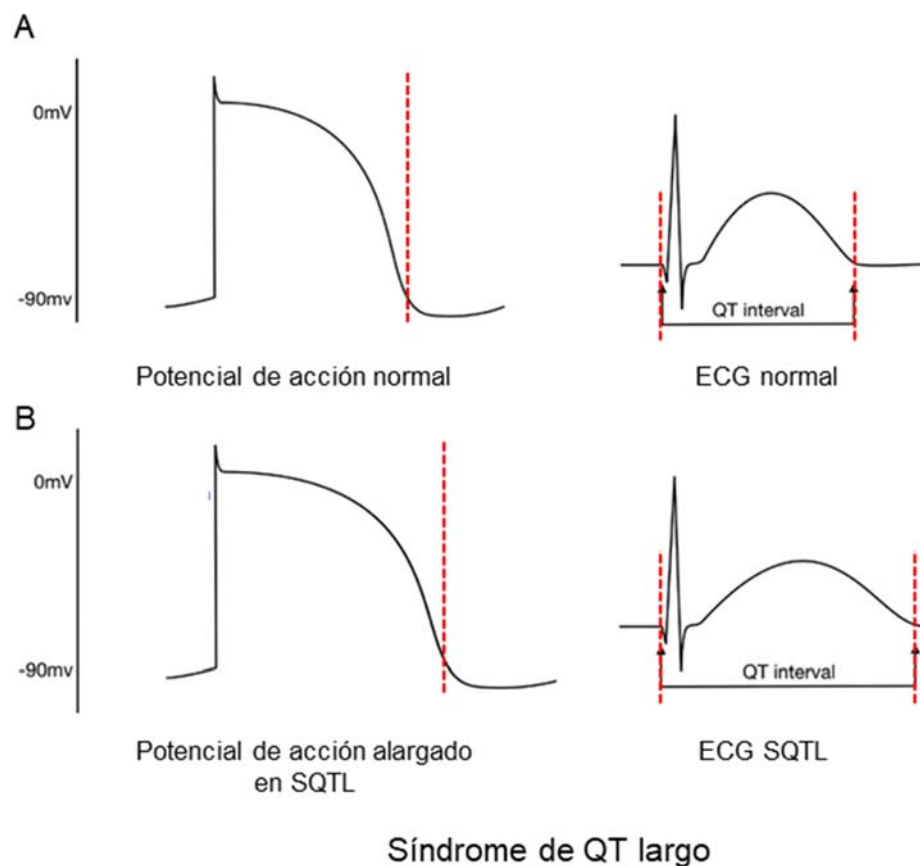 A
0mV
-90mv
QT interval
Potencial de acción normal
ECG normal
B
0mV
-90mv
QT interval
Potencial de acción alargado
en SQTL
ECG SQTL
Síndrome de QT largo